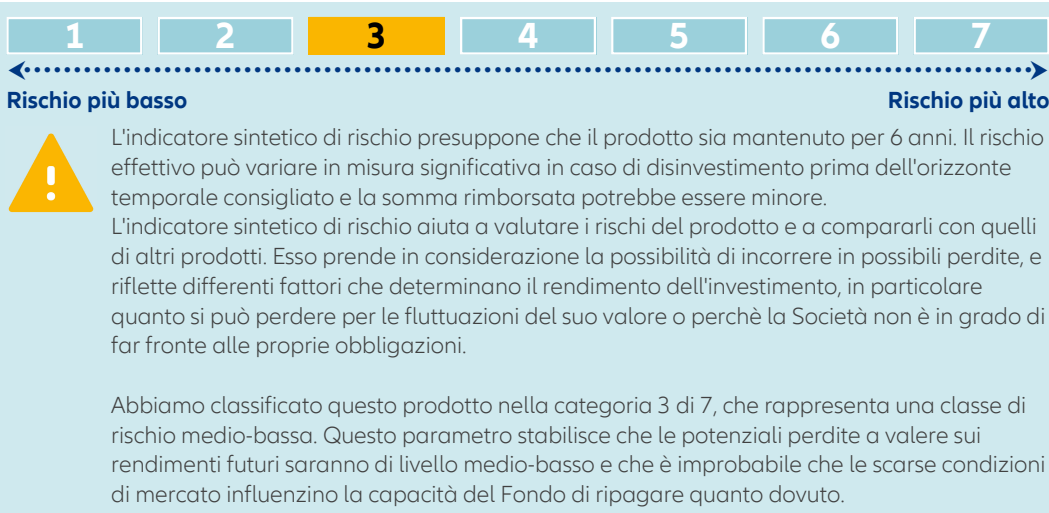 1 2 3 4 5 6 7
Rischio più basso Rischio più alto
L'indicatore sintetico di rischio presuppone che il prodotto sia mantenuto per 6 anni. Il rischio
effettivo può variare in misura significativa in caso di disinvestimento prima dell'orizzonte
temporale consigliato e la somma rimborsata potrebbe essere minore.
L'indicatore sintetico di rischio aiuta a valutare i rischi del prodotto e a compararli con quelli
di altri prodotti. Esso prende in considerazione la possibilità di incorrere in possibili perdite, e
riflette differenti fattori che determinano il rendimento dell'investimento, in particolare
quanto si può perdere per le fluttuazioni del suo valore o perchè la Società non è in grado di
far fronte alle proprie obbligazioni.
Abbiamo classificato questo prodotto nella categoria 3 di 7, che rappresenta una classe di
rischio medio-bassa. Questo parametro stabilisce che le potenziali perdite a valere sui
rendimenti futuri saranno di livello medio-basso e che è improbabile che le scarse condizioni
di mercato influenzino la capacità del Fondo di ripagare quanto dovuto.